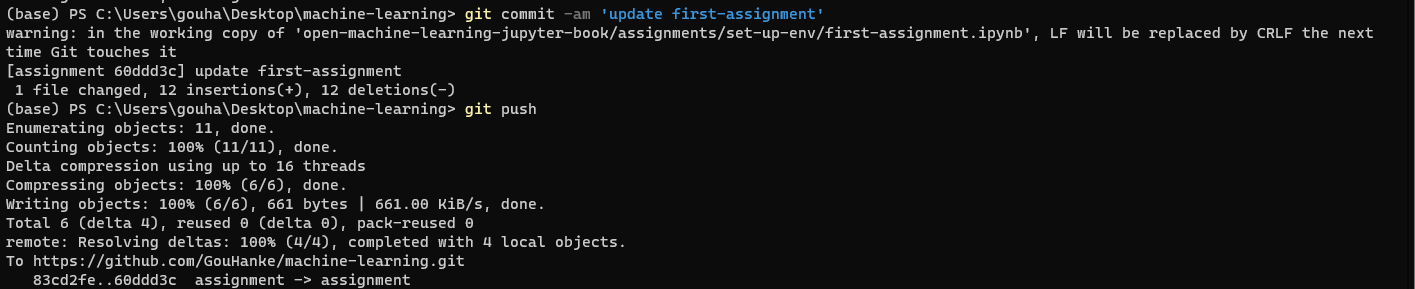 (base) PS C:\Users\gouha\Desktop\machine-learning> git commit -am 'update first-assignment'
warning: in the working copy of 'open-machine-learning-jupyter-book/assignments/set-up-env/first-assignment.ipynb', LF will be replaced by CRLF the next
time Git touches it
[assignment 60ddd3c] update first-assignment
 1 file changed, 12 insertions(+), 12 deletions(-)
(base) PS C:\Users\gouha\Desktop\machine-learning> git push
Enumerating objects: 11, done.
Counting objects: 100% (11/11), done.
Delta compression using up to 16 threads
Compressing objects: 100% (6/6), done.
Writing objects: 100% (6/6), 661 bytes | 661.00 KiB/s, done.
Total 6 (delta 4), reused 0 (delta 0), pack-reused 0
remote: Resolving deltas: 100% (4/4), completed with 4 local objects.
To https://github.com/GouHanke/machine-learning.git
   83cd2fe..60ddd3c  assignment -> assignment